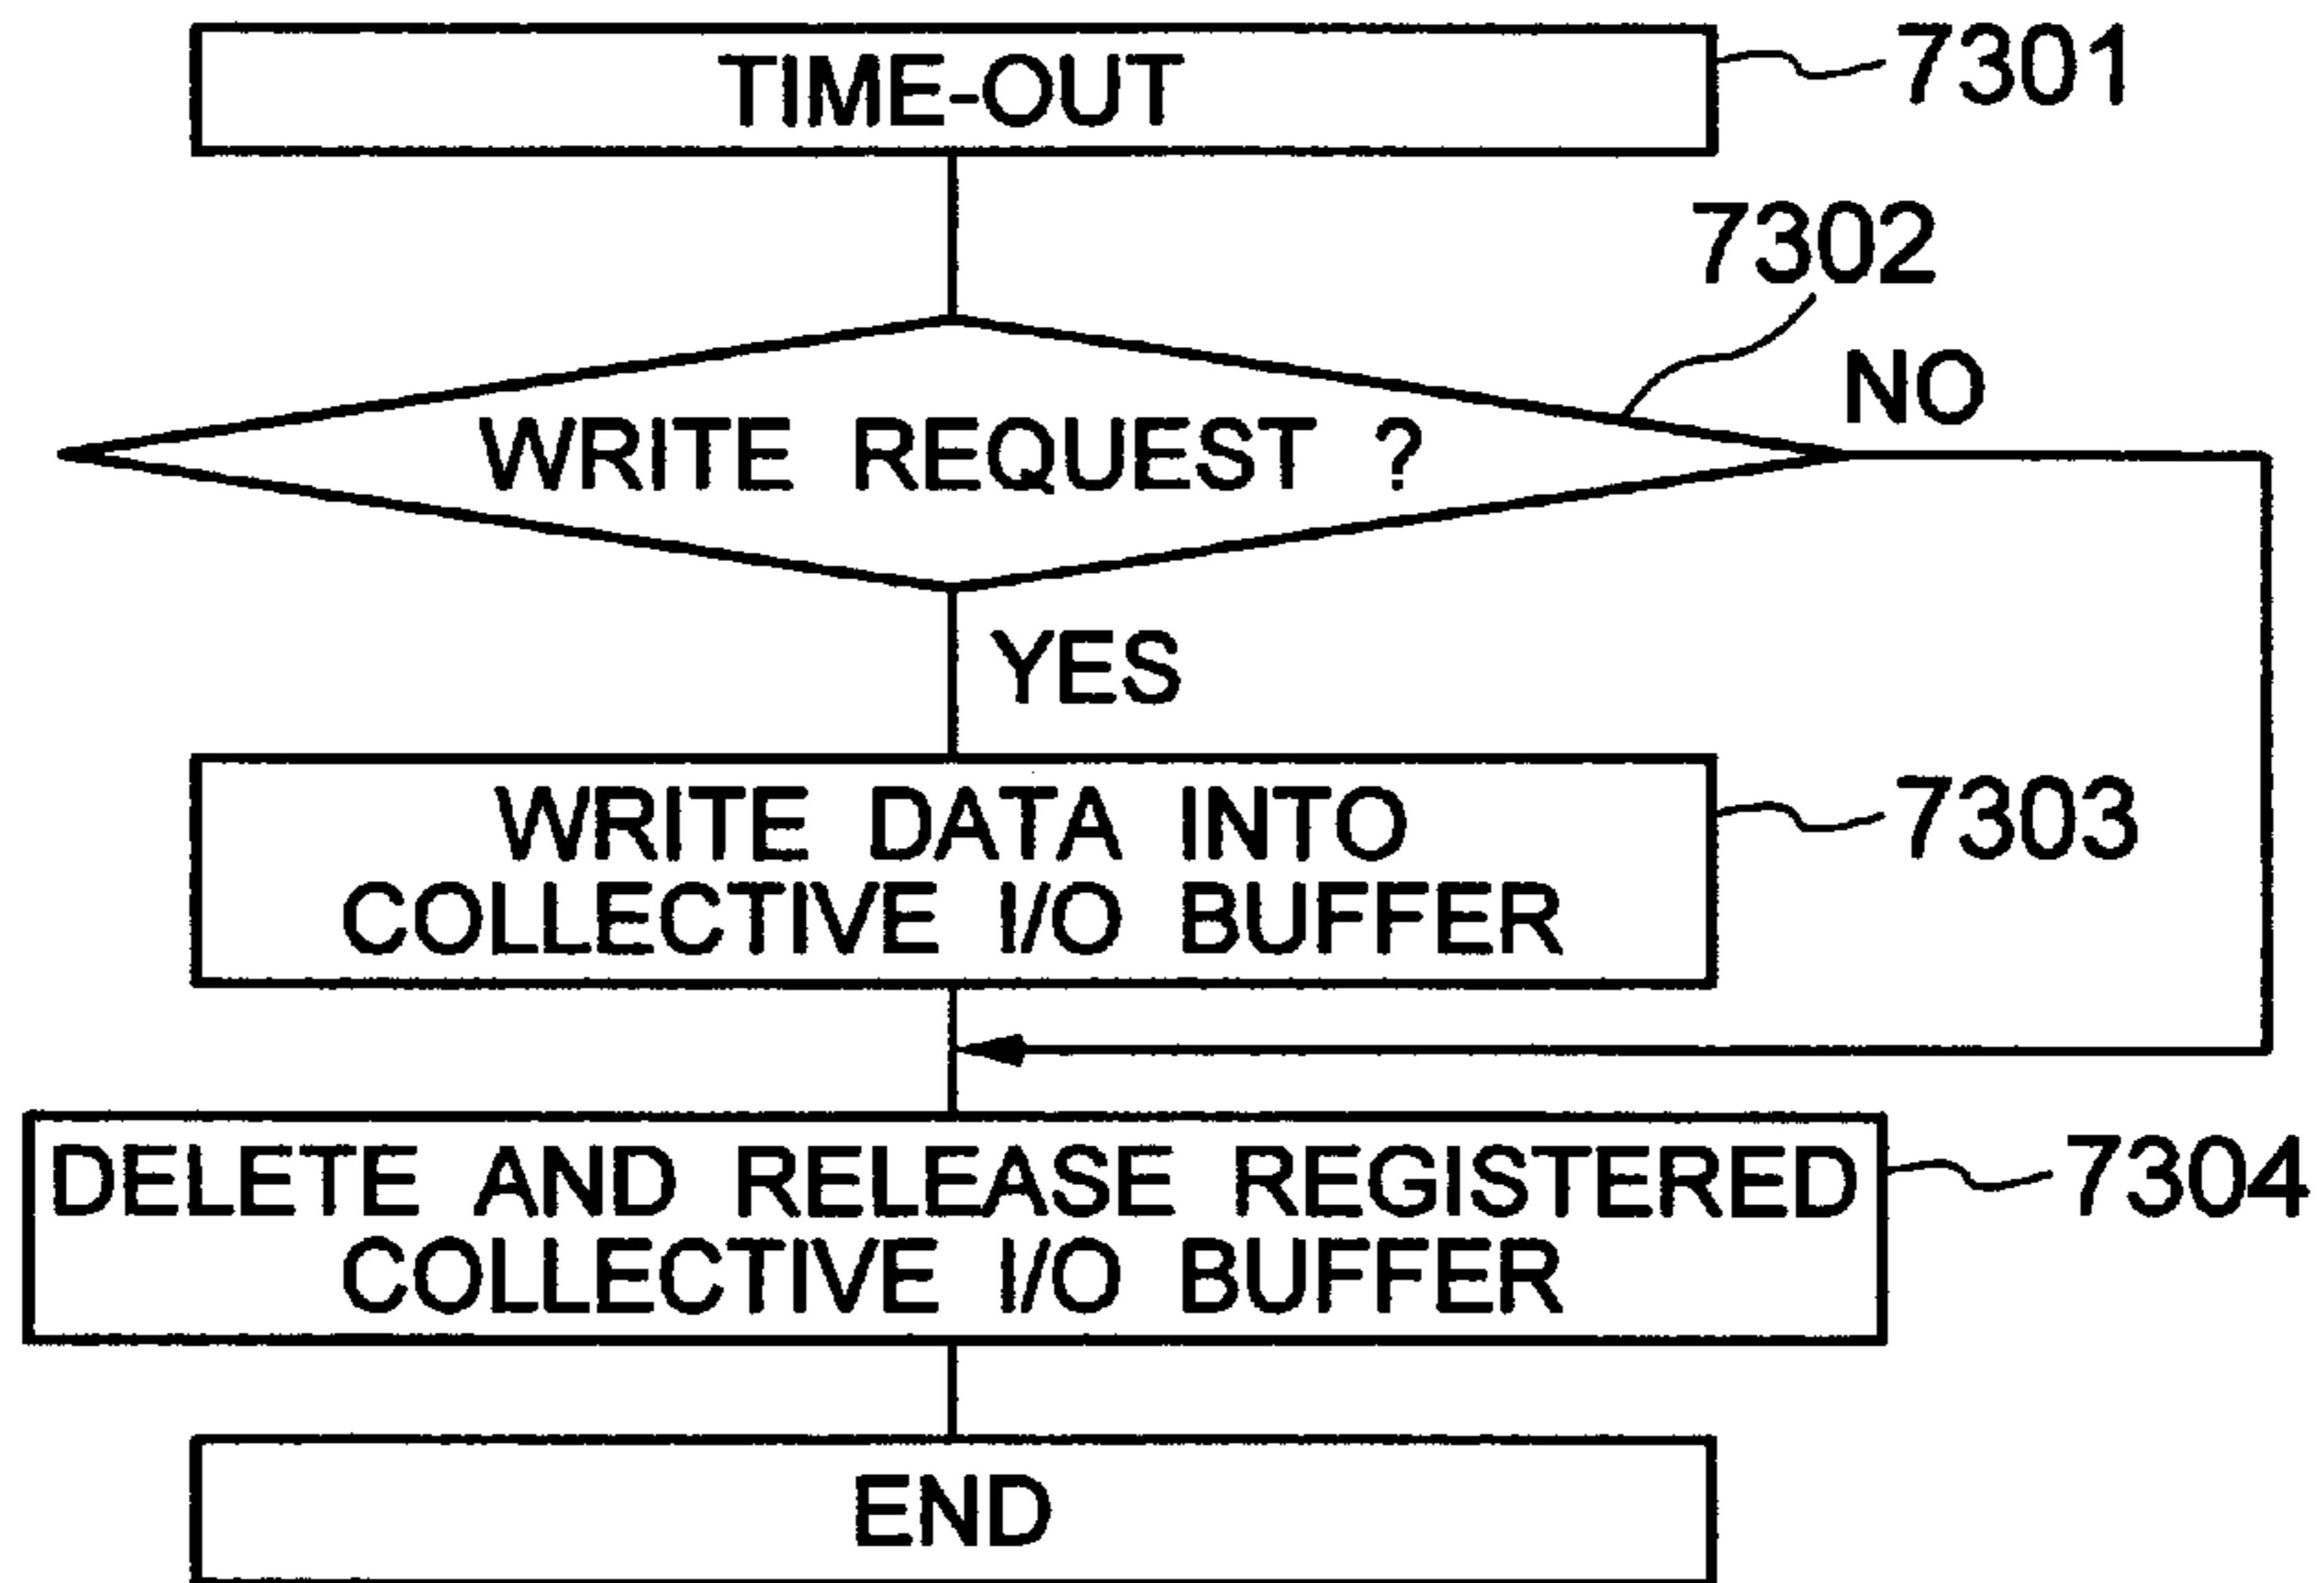 TIME-OUT
7301
7302
NO
WRITE REQUEST ?
YES
WRITE DATA INTO
COLLECTIVE I/O BUFFER
7303
DELETE AND RELEASE REGISTERED
COLLECTIVE I/O BUFFER
7304
END